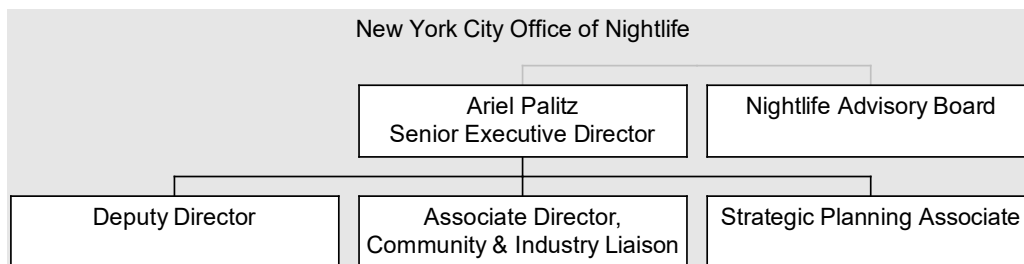 New York City Office of Nightlife
Ariel Palitz
Senior Executive Director
Nightlife Advisory Board
Deputy Director
Associate Director,
Community & Industry Liaison
Strategic Planning Associate